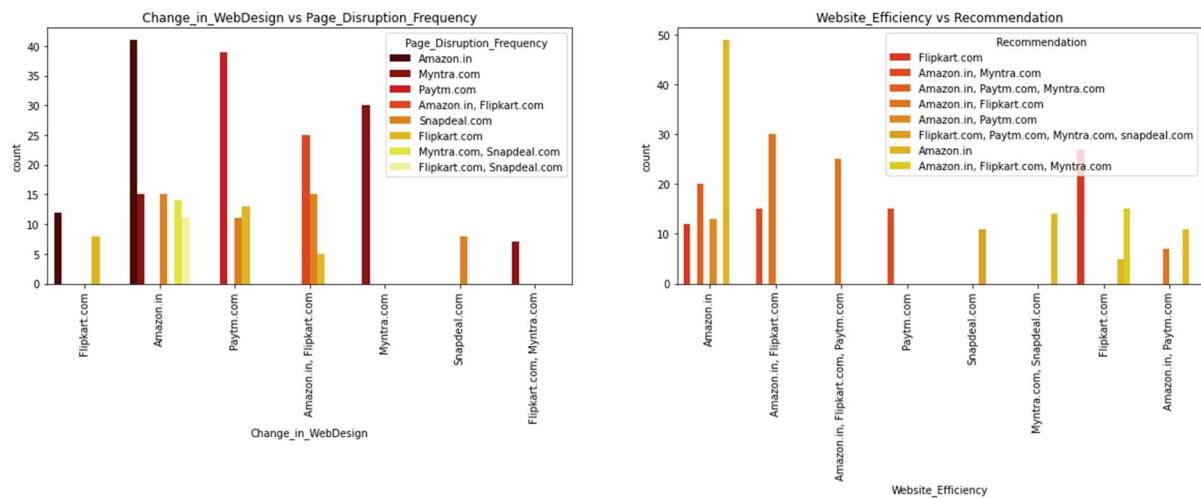 Change_in_WebDesign vs Page_Disruption_Frequency
count
40
35
30
25
20
15
10
5
0
Page_Disruption_Frequency
Amazon.in
Myntra.com
Paytm.com
Amazon.in, Flipkart.com
Snapdeal.com
Flipkart.com
Myntra.com, Snapdeal.com
Flipkart.com, Snapdeal.com
Flipkart.com
Amazon.in
Paytm.com
Amazon.in, Flipkart.com
Myntra.com
Snapdeal.com
Flipkart.com, Myntra.com
Change_in_WebDesign
Website_Efficiency vs Recommendation
count
50
40
30
20
10
0
Recommendation
Flipkart.com
Amazon.in, Myntra.com
Amazon.in, Paytm.com, Myntra.com
Amazon.in, Flipkart.com
Amazon.in, Paytm.com
Flipkart.com, Paytm.com, Myntra.com, snapdeal.com
Amazon.in
Amazon.in, Flipkart.com, Myntra.com
Amazon.in
Amazon.in, Flipkart.com
Amazon.in, Flipkart.com, Paytm.com
Paytm.com
Snapdeal.com
Myntra.com, Snapdeal.com
Flipkart.com
Amazon.in, Paytm.com
Website_Efficiency